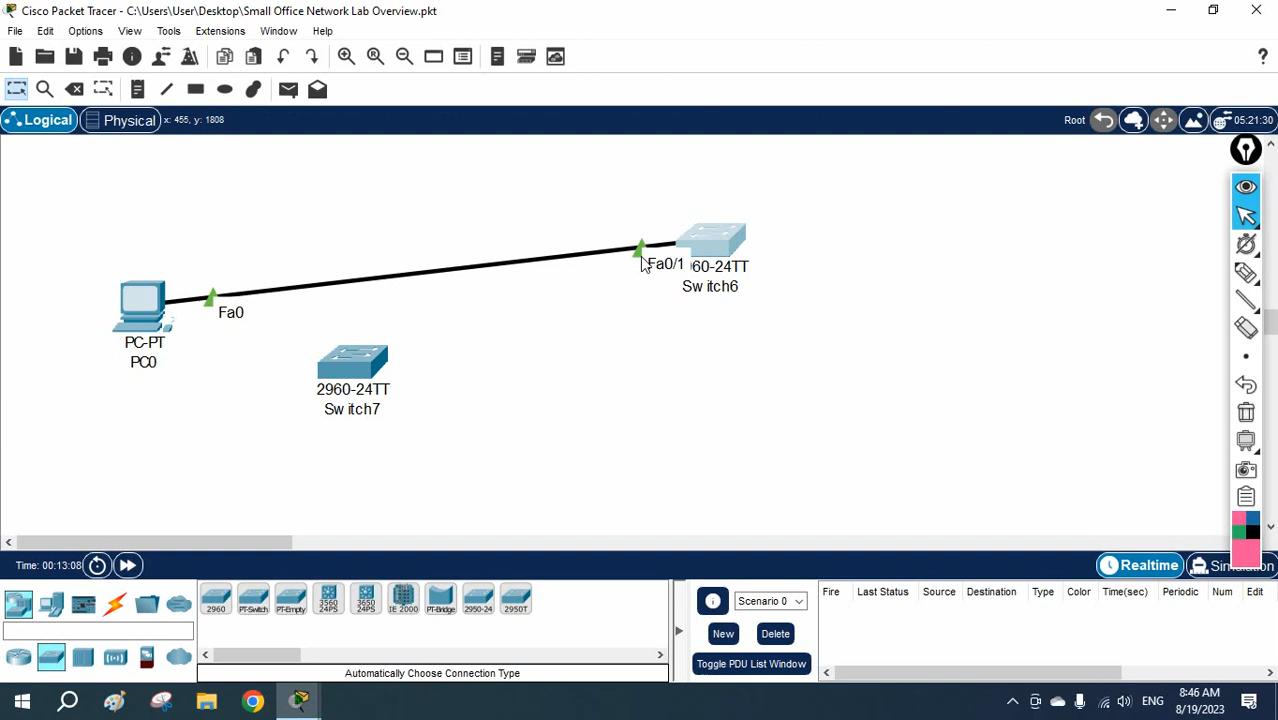 Cisco Packet Tracer - C:\Users\User\Desktop\Small Office Network Lab Overview.pkt
File Edit Options View Tools Extensions Window Help
Logical Physical x: 455, y: 1808 Root 05:21:30
Fa0/1
60-24TT
Switch6
Fa0
PC-PT
PC0
2960-24TT
Switch7
Time: 00:13:08 Realtime Simulation
2960 PT-Switch PT-Empty 3560 24PS 3650 24PS IE 2000 PT-Bridge 2950-24 2950T
Scenario 0
New Delete
Toggle PDU List Window
Fire Last Status Source Destination Type Color Time(sec) Periodic Num Edit
Automatically Choose Connection Type
ENG
8:46 AM
8/19/2023